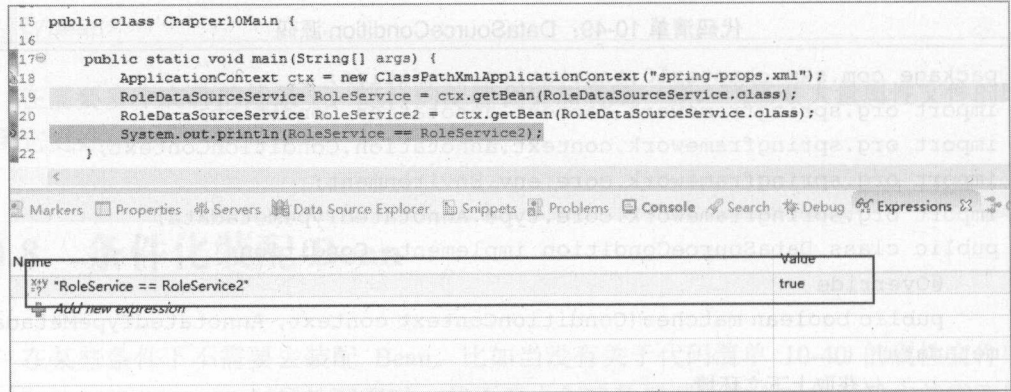 15 public class Chapter10Main {
16
17 public static void main(String[] args) {
18 ApplicationContext ctx = new ClassPathXmlApplicationContext("spring-props.xml");
19 RoleDataSourceService RoleService = ctx.getBean(RoleDataSourceService.class);
20 RoleDataSourceService RoleService2 = ctx.getBean(RoleDataSourceService.class);
21 System.out.println(RoleService == RoleService2);
22 }
Markers Properties Servers Data Source Explorer Snippets Problems Console Search Debug Expressions
Name Value
"RoleService == RoleService2" true
Add new expression